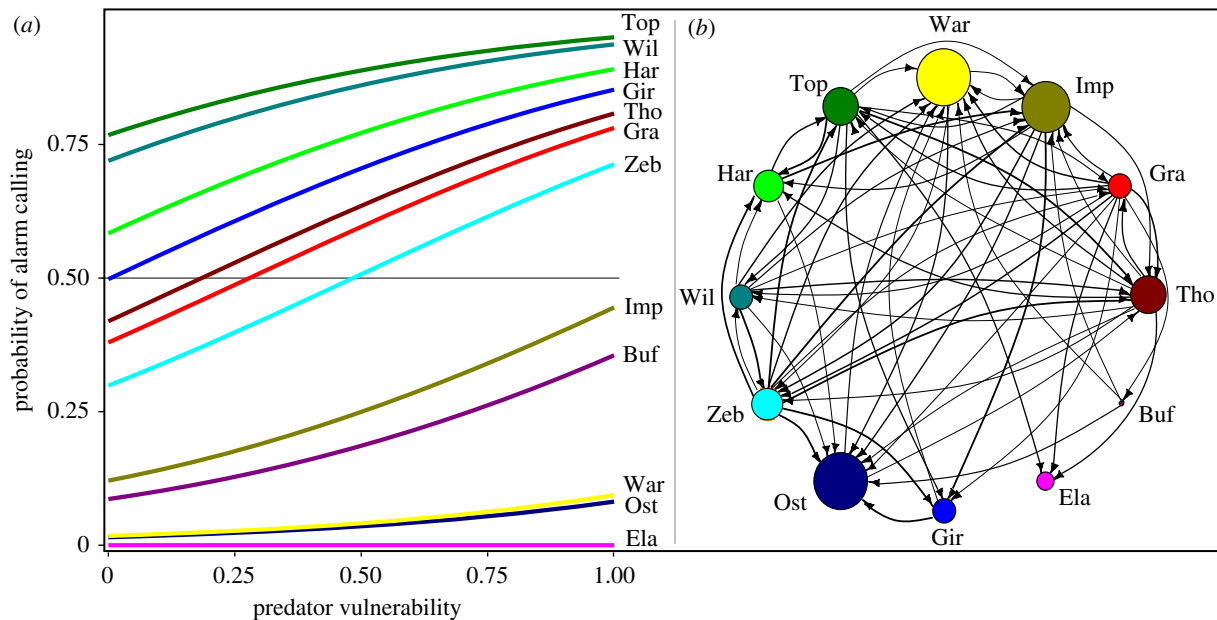 (a)
probability of alarm calling
0.75
0.50
0.25
0
Top
Wil
Har
Gir
Tho
Gra
Zeb
Imp
Buf
War
Ost
Ela
0 0.25 0.50 0.75 1.00
predator vulnerability
(b)
War
Top
Imp
Har
Gra
Wil
Tho
Zeb
Buf
Ost
Ela
Gir